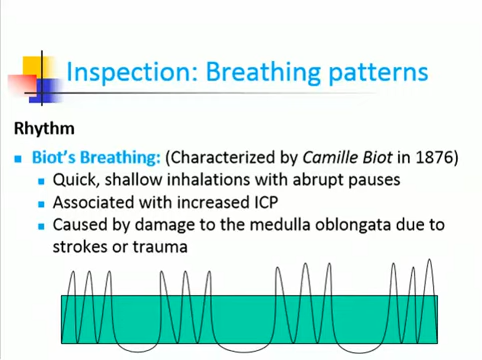 Inspection: Breathing patterns
Rhythm
Biot's Breathing: (Characterized by Camille Biot in 1876)
Quick, shallow inhalations with abrupt pauses
Associated with increased ICP
Caused by damage to the medulla oblongata due to
strokes or trauma